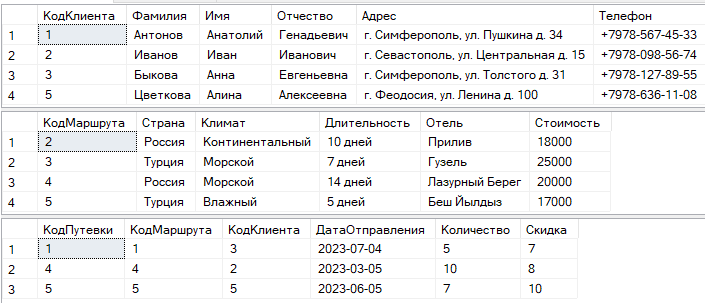 КодКлиента Фамилия Имя Отчество Адрес Телефон
1 1 Антонов Анатолий Генадьевич г. Симферополь, ул. Пушкина д. 34 +7978-567-45-33
2 2 Иванов Иван Иванович г. Севастополь, ул. Центральная д. 15 +7978-098-56-74
3 3 Быкова Анна Евгеньевна г. Симферополь, ул. Толстого д. 31 +7978-127-89-55
4 5 Цветкова Алина Алексеевна г. Феодосия, ул. Ленина д. 100 +7978-636-11-08
КодМаршрута Страна Климат Длительность Отель Стоимость
1 2 Россия Континентальный 10 дней Прилив 18000
2 3 Турция Морской 7 дней Гузель 25000
3 4 Россия Морской 14 дней Лазурный Берег 20000
4 5 Турция Влажный 5 дней Беш Йылдыз 17000
КодПутевки КодМаршрута КодКлиента ДатаОтправления Количество Скидка
1 1 1 3 2023-07-04 5 7
2 4 4 2 2023-03-05 10 8
3 5 5 5 2023-06-05 7 10